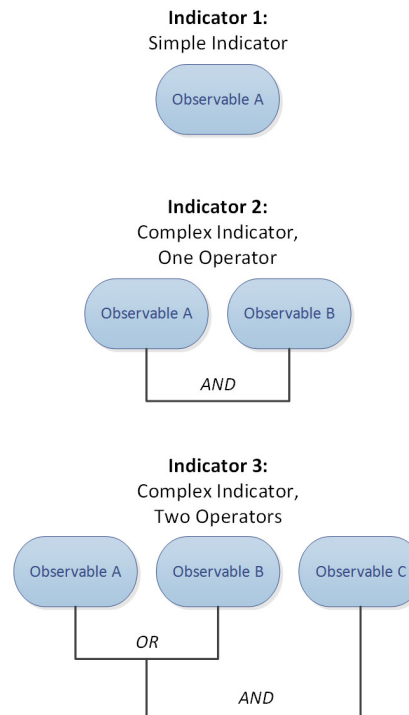 Indicator 1:
Simple Indicator
Observable A
Indicator 2:
Complex Indicator,
One Operator
Observable A
Observable B
AND
Indicator 3:
Complex Indicator,
Two Operators
Observable A
Observable B
Observable C
OR
AND